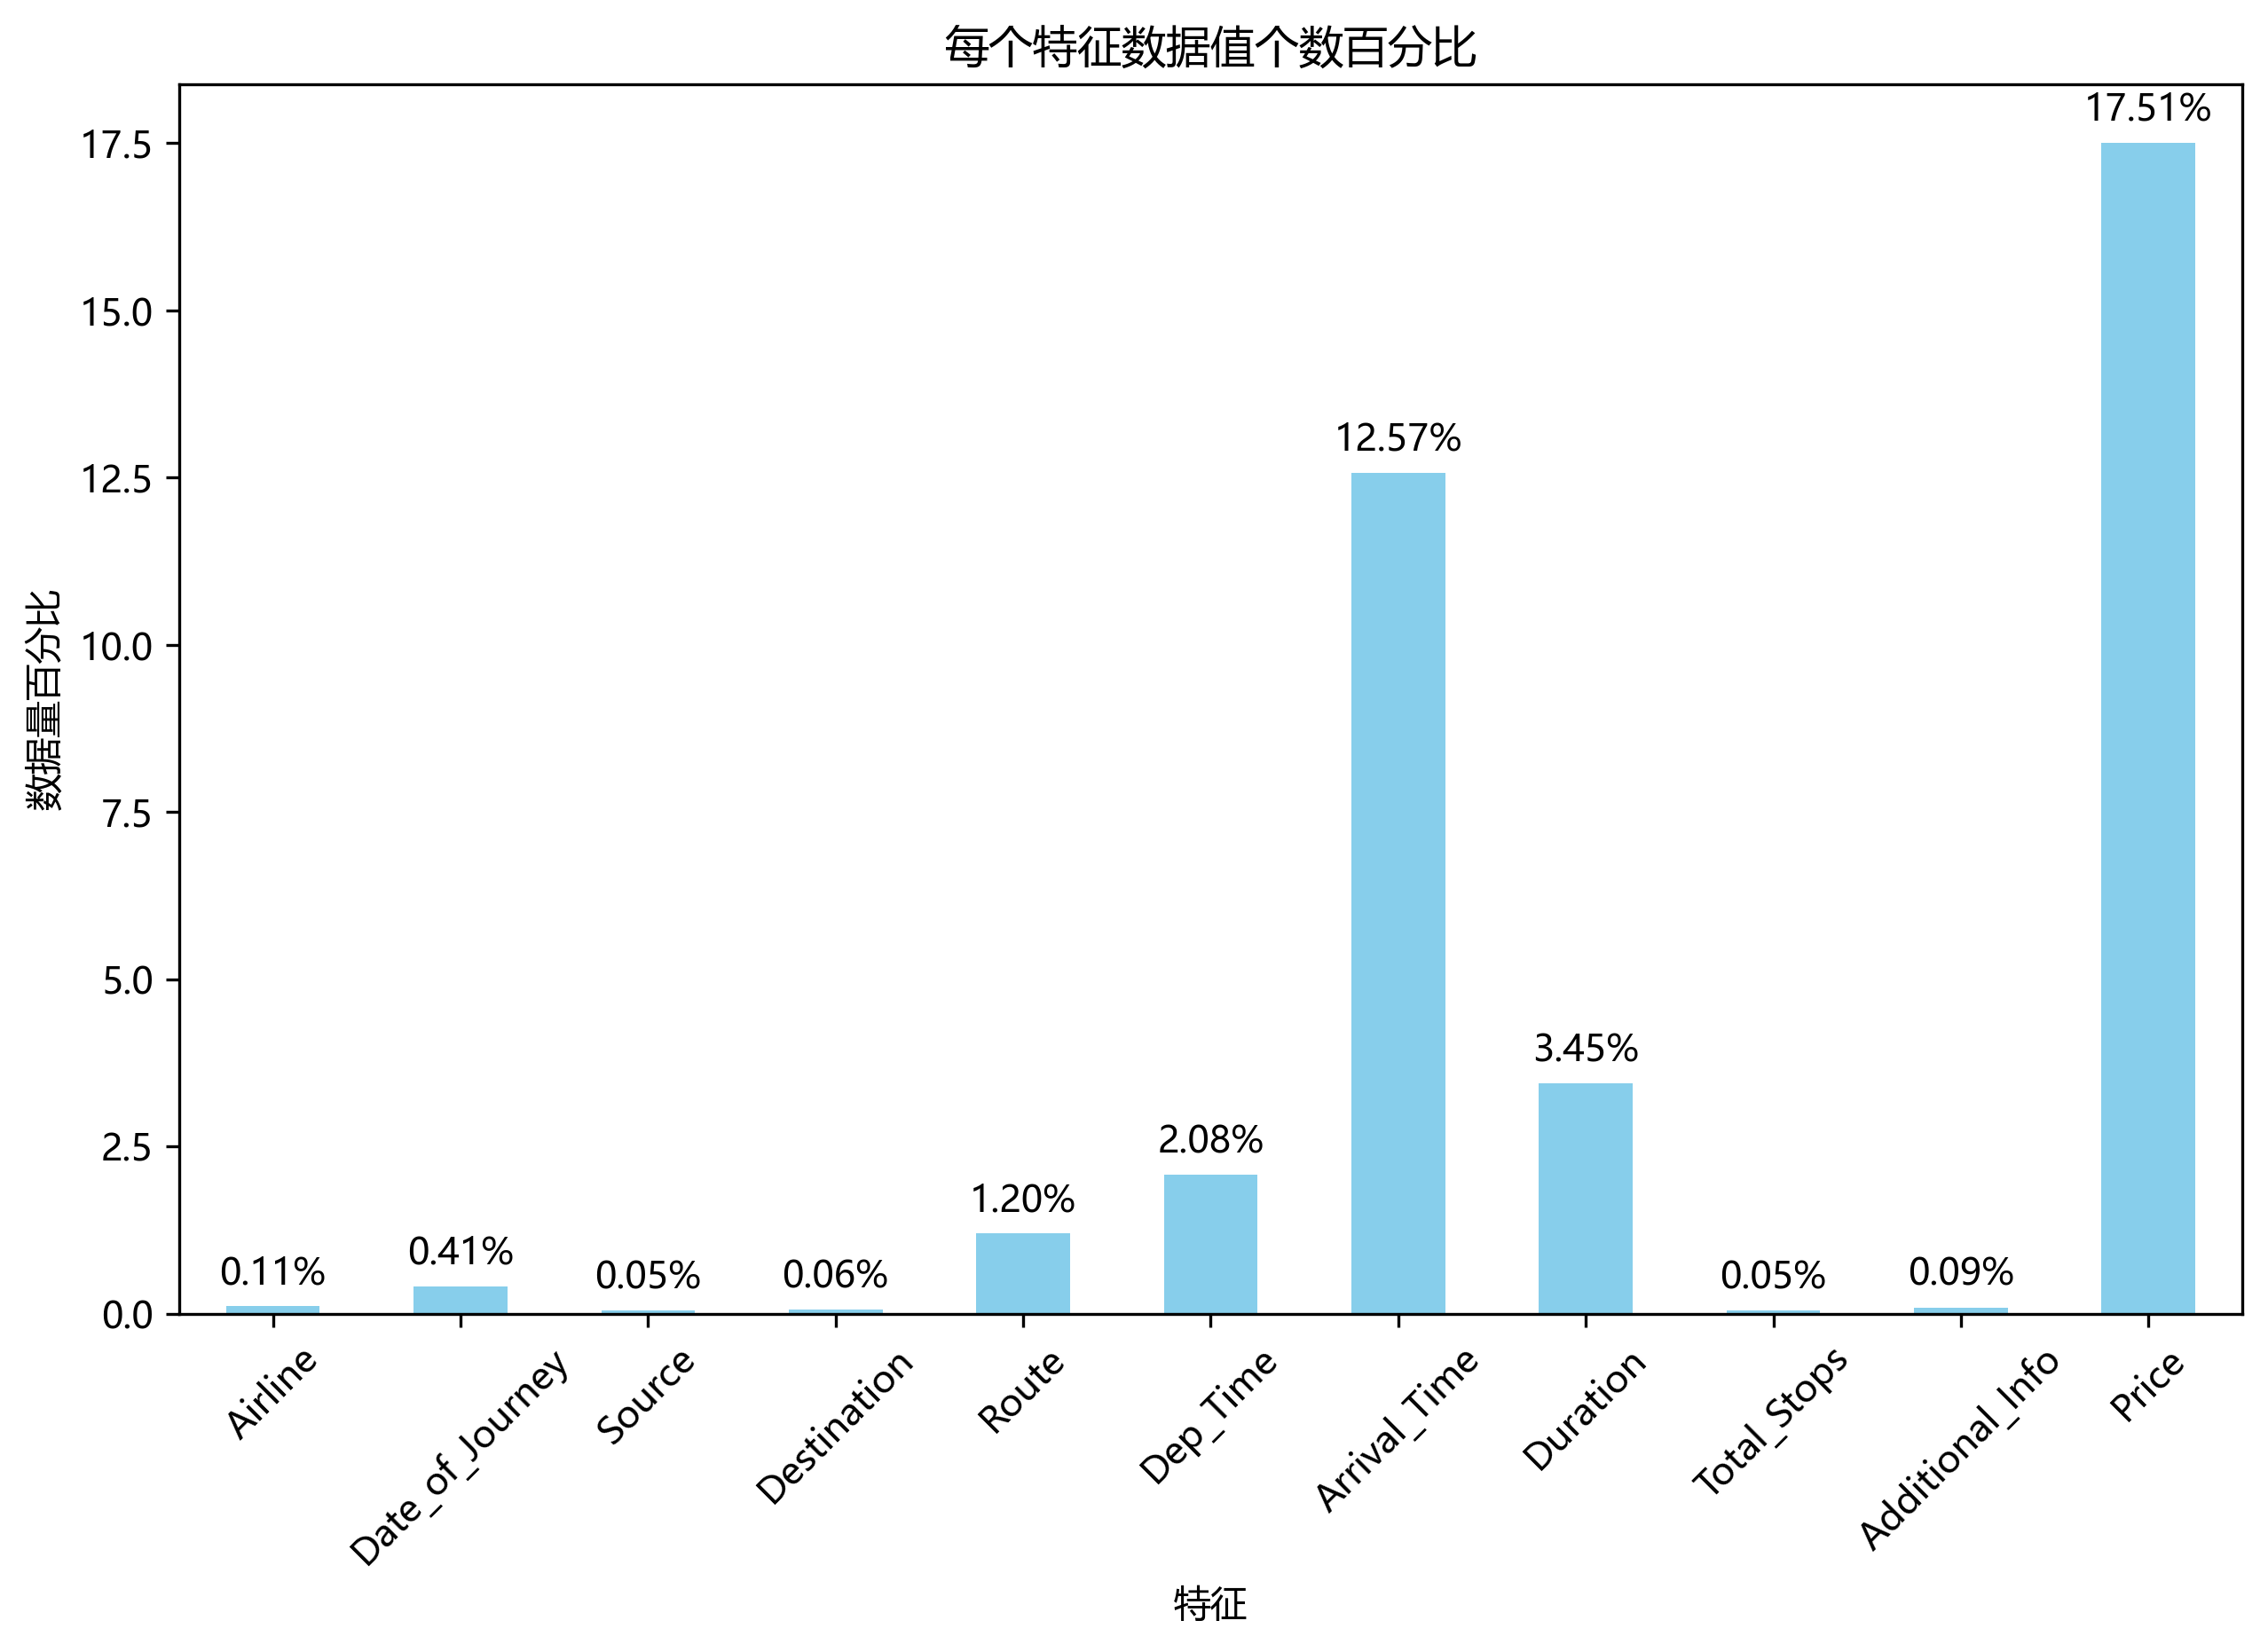 每个特征数据值个数百分比
数据量百分比
17.5
15.0
12.5
10.0
7.5
5.0
2.5
0.0
0.11%
0.41%
0.05%
0.06%
1.20%
2.08%
12.57%
3.45%
0.05%
0.09%
17.51%
Airline
Date_of_Journey
Source
Destination
Route
Dep_Time
Arrival_Time
Duration
Total_Stops
Additional_Info
Price
特征